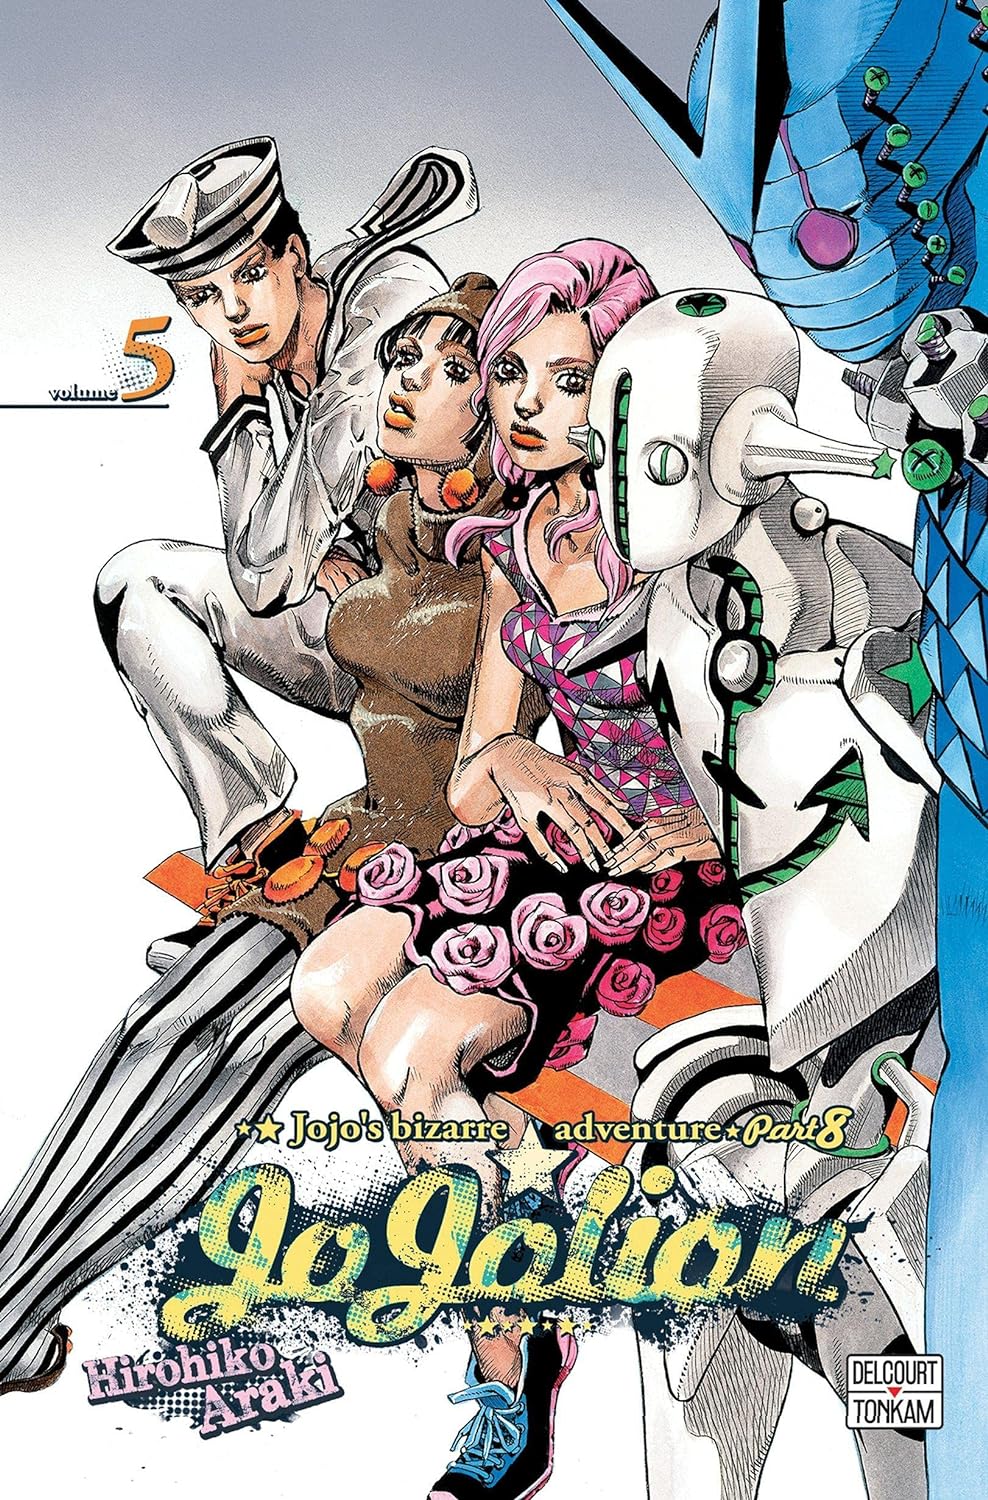 volume 5
★★ Jojo's bizarre adventure ★ Part 8
JoJolion
Hirohiko
Araki
DELCOURT
TONKAM